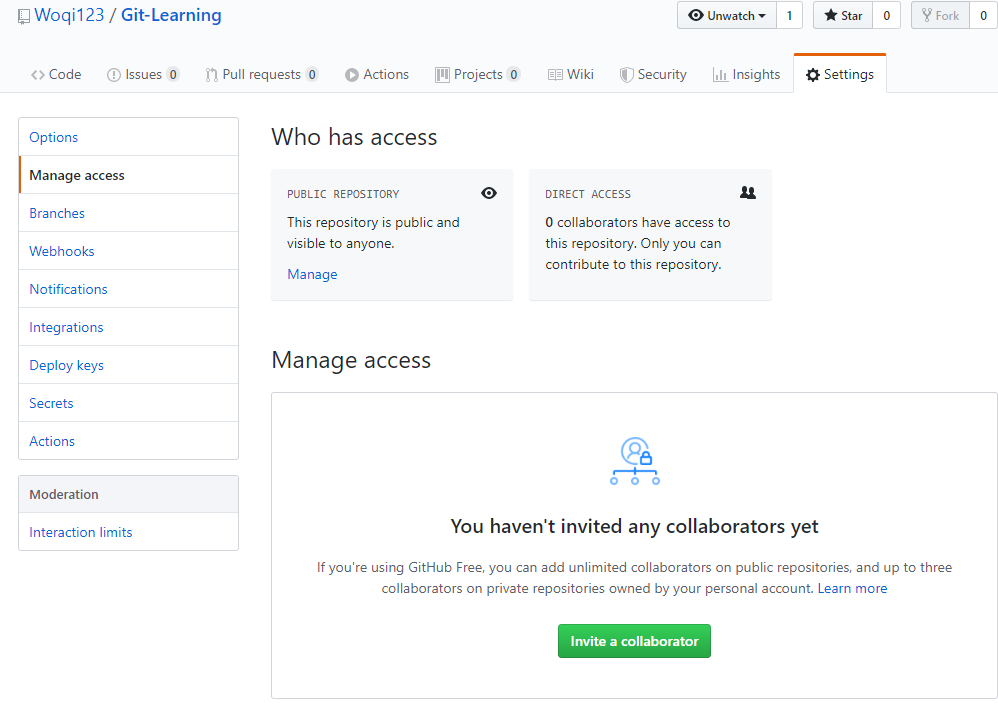 Woqi123 / Git-Learning
Unwatch 1 Star 0 Fork 0
Code Issues 0 Pull requests 0 Actions Projects 0 Wiki Security Insights Settings
Options
Manage access
Branches
Webhooks
Notifications
Integrations
Deploy keys
Secrets
Actions
Moderation
Interaction limits
Who has access
PUBLIC REPOSITORY
This repository is public and
visible to anyone.
Manage
DIRECT ACCESS
0 collaborators have access to
this repository. Only you can
contribute to this repository.
Manage access
You haven't invited any collaborators yet
If you're using GitHub Free, you can add unlimited collaborators on public repositories, and up to three
collaborators on private repositories owned by your personal account. Learn more
Invite a collaborator